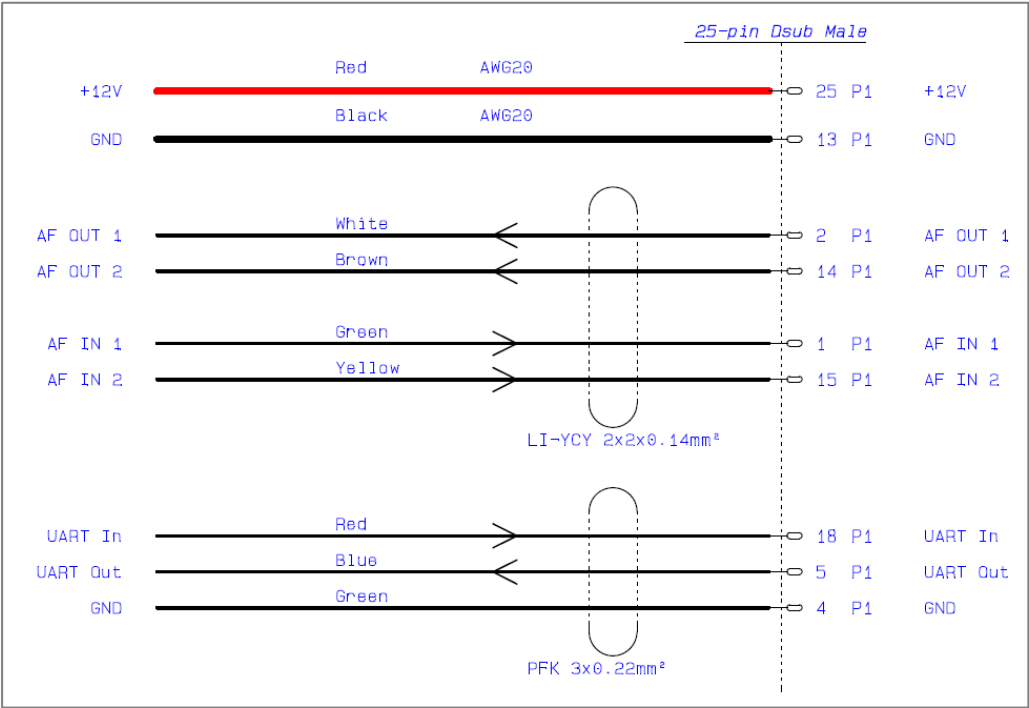 25-pin Dsub Male
Red AWG20
+12V 25 P1 +12V
Black AWG20
GND 13 P1 GND
White
AF OUT 1 2 P1 AF OUT 1
Brown
AF OUT 2 14 P1 AF OUT 2
Green
AF IN 1 1 P1 AF IN 1
Yellow
AF IN 2 15 P1 AF IN 2
LI-YCY 2x2x0.14mm²
Red
UART In 18 P1 UART In
Blue
UART Out 5 P1 UART Out
Green
GND 4 P1 GND
PFK 3x0.22mm²